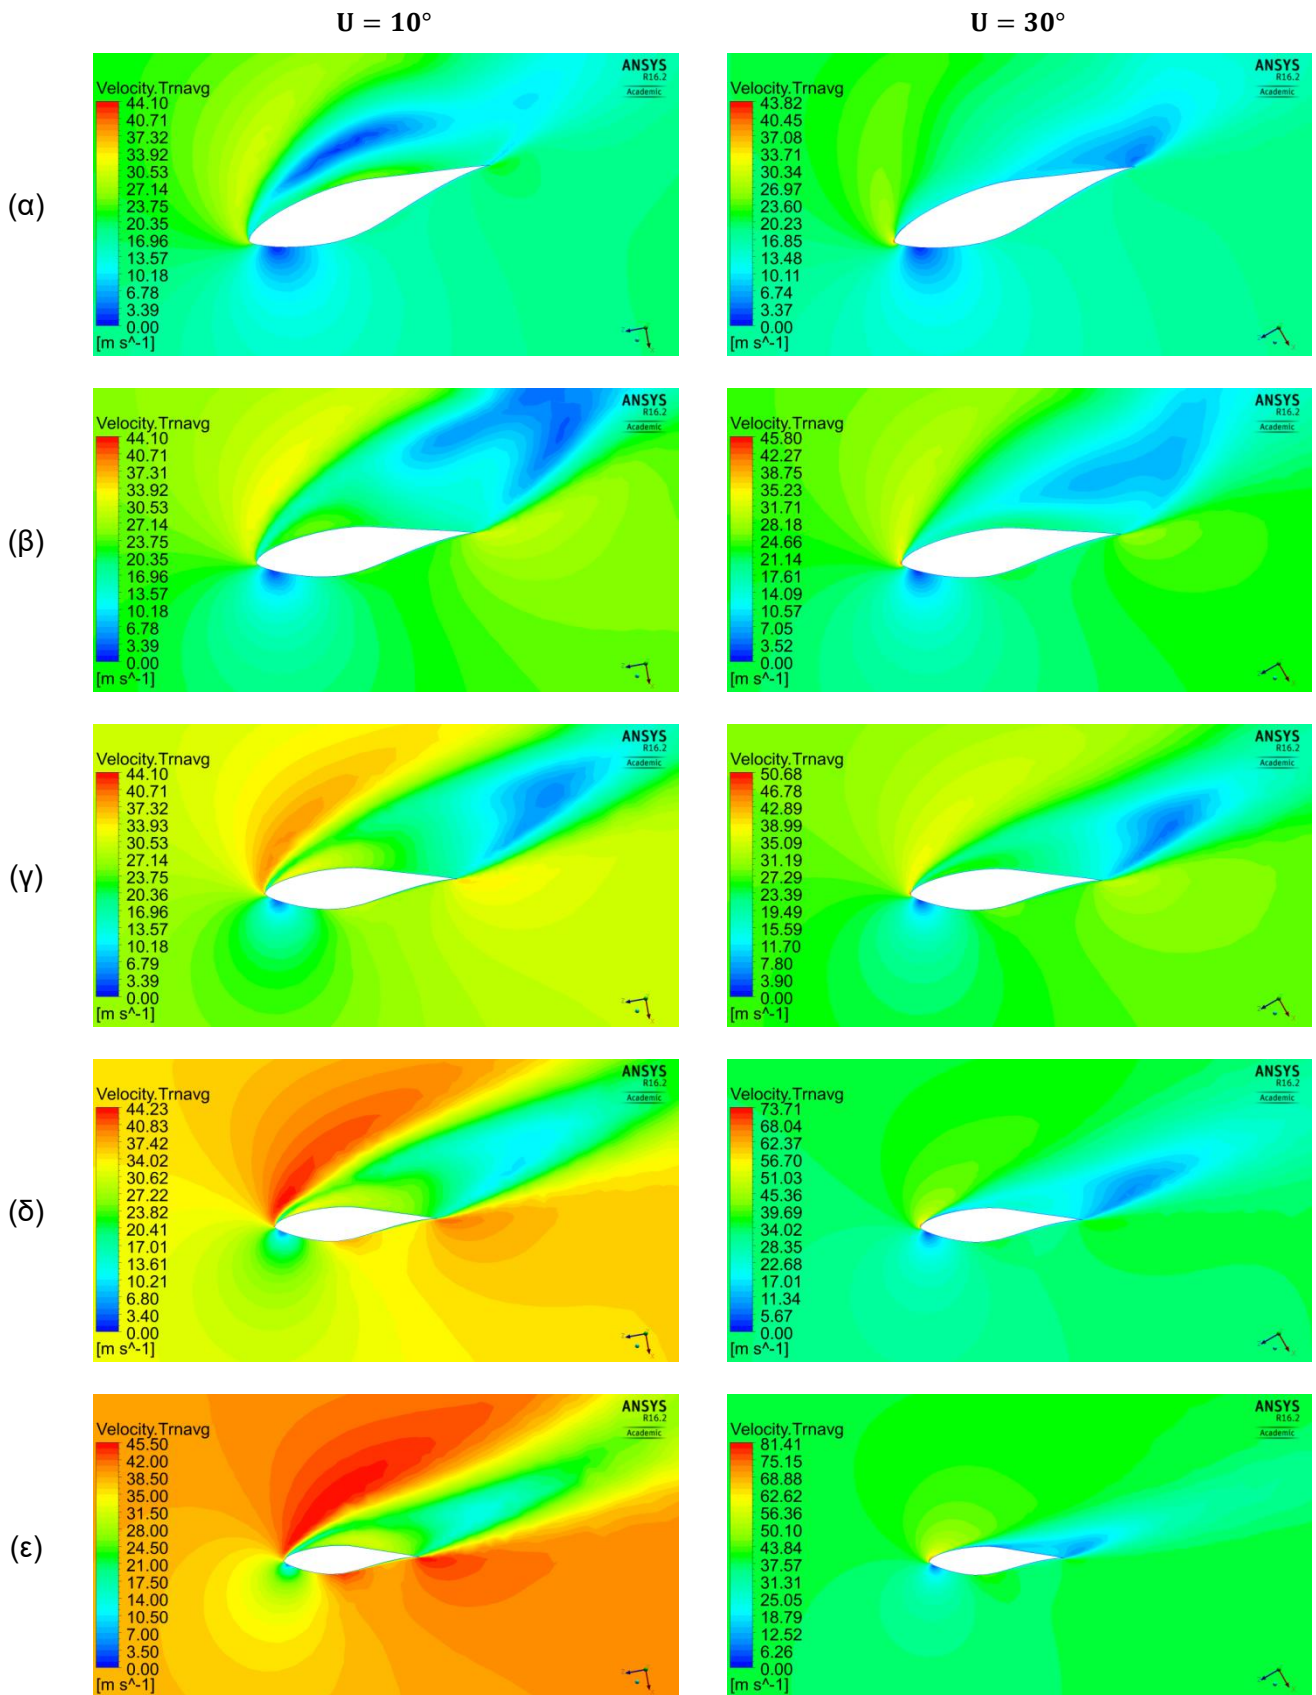 U = 10°
U = 30°
(α)
Velocity.Trnavg
44.10
40.71
37.32
33.92
30.53
27.14
23.75
20.35
16.96
13.57
10.18
6.78
3.39
0.00
[m s^-1]
ANSYS
R16.2
Academic
Velocity.Trnavg
43.82
40.45
37.08
33.71
30.34
26.97
23.60
20.23
16.85
13.48
10.11
6.74
3.37
0.00
[m s^-1]
ANSYS
R16.2
Academic
(β)
Velocity.Trnavg
44.10
40.71
37.31
33.92
30.53
27.14
23.75
20.35
16.96
13.57
10.18
6.78
3.39
0.00
[m s^-1]
ANSYS
R16.2
Academic
Velocity.Trnavg
45.80
42.27
38.75
35.23
31.71
28.18
24.66
21.14
17.61
14.09
10.57
7.05
3.52
0.00
[m s^-1]
ANSYS
R16.2
Academic
(γ)
Velocity.Trnavg
44.10
40.71
37.32
33.93
30.53
27.14
23.75
20.36
16.96
13.57
10.18
6.79
3.39
0.00
[m s^-1]
ANSYS
R16.2
Academic
Velocity.Trnavg
50.68
46.78
42.89
38.99
35.09
31.19
27.29
23.39
19.49
15.59
11.70
7.80
3.90
0.00
[m s^-1]
ANSYS
R16.2
Academic
(δ)
Velocity.Trnavg
44.23
40.83
37.42
34.02
30.62
27.22
23.82
20.41
17.01
13.61
10.21
6.80
3.40
0.00
[m s^-1]
ANSYS
R16.2
Academic
Velocity.Trnavg
73.71
68.04
62.37
56.70
51.03
45.36
39.69
34.02
28.35
22.68
17.01
11.34
5.67
0.00
[m s^-1]
ANSYS
R16.2
Academic
(ε)
Velocity.Trnavg
45.50
42.00
38.50
35.00
31.50
28.00
24.50
21.00
17.50
14.00
10.50
7.00
3.50
0.00
[m s^-1]
ANSYS
R16.2
Academic
Velocity.Trnavg
81.41
75.15
68.88
62.62
56.36
50.10
43.84
37.57
31.31
25.05
18.79
12.52
6.26
0.00
[m s^-1]
ANSYS
R16.2
Academic